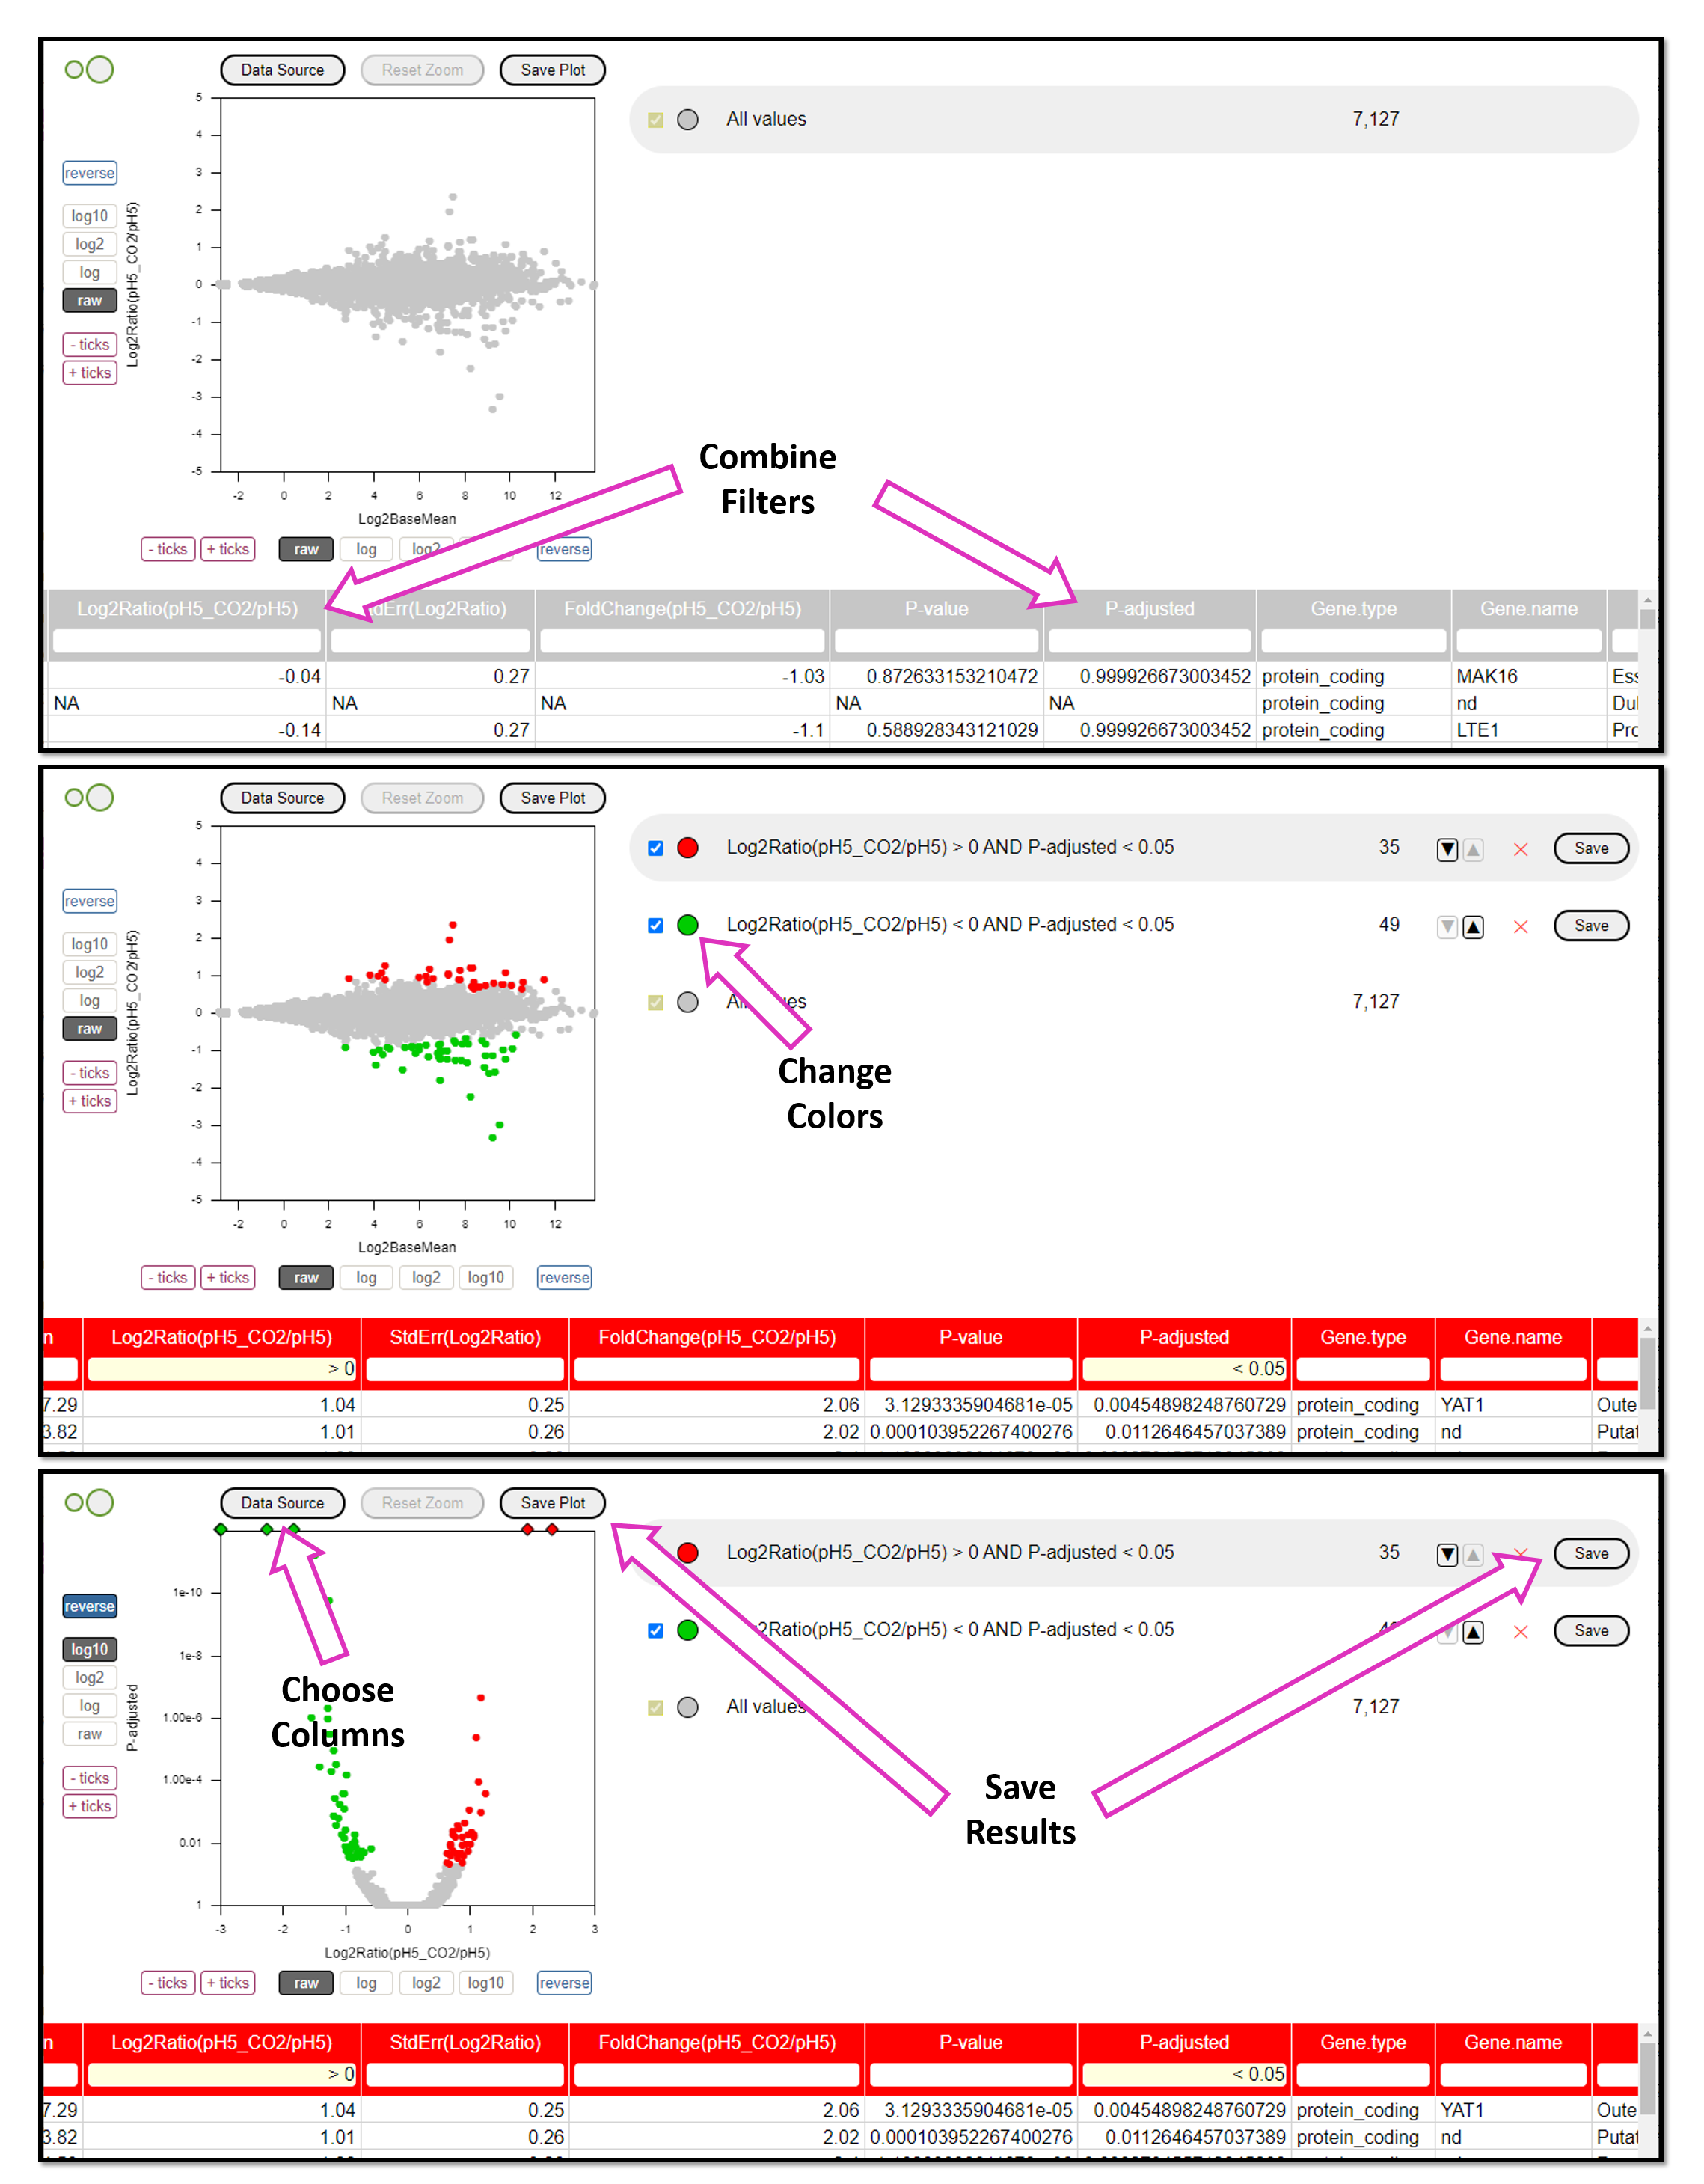 Data Source Reset Zoom Save Plot
All values 7,127
5
4
3
2
1
0
-1
-2
-3
-4
-5
reverse
log10
log2
log
raw
- ticks
+ ticks
Log2Ratio(pH5_CO2/pH5)
-2 0 2 4 6 8 10 12
Log2BaseMean
- ticks + ticks raw log log2 reverse
Combine
Filters
Log2Ratio(pH5_CO2/pH5) dErr(Log2Ratio) FoldChange(pH5_CO2/pH5) P-value P-adjusted Gene.type Gene.name
-0.04 0.27 -1.03 0.872633153210472 0.999926673003452 protein_coding MAK16 Ess
NA NA NA NA NA protein_coding nd Dul
-0.14 0.27 -1.1 0.588928343121029 0.999926673003452 protein_coding LTE1 Pro
Data Source Reset Zoom Save Plot
Log2Ratio(pH5_CO2/pH5) > 0 AND P-adjusted < 0.05 35 Save
Log2Ratio(pH5_CO2/pH5) < 0 AND P-adjusted < 0.05 49 Save
All values 7,127
5
4
3
2
1
0
-1
-2
-3
-4
-5
reverse
log10
log2
log
raw
- ticks
+ ticks
Log2Ratio(pH5_CO2/pH5)
-2 0 2 4 6 8 10 12
Log2BaseMean
- ticks + ticks raw log log2 log10 reverse
Change
Colors
n Log2Ratio(pH5_CO2/pH5) StdErr(Log2Ratio) FoldChange(pH5_CO2/pH5) P-value P-adjusted Gene.type Gene.name
> 0 < 0.05
7.29 1.04 0.25 2.06 3.1293335904681e-05 0.00454898248760729 protein_coding YAT1 Oute
3.82 1.01 0.26 2.02 0.000103952267400276 0.0112646457037389 protein_coding nd Putat
Data Source Reset Zoom Save Plot
Log2Ratio(pH5_CO2/pH5) > 0 AND P-adjusted < 0.05 35 Save
2Ratio(pH5_CO2/pH5) < 0 AND P-adjusted < 0.05 Save
All values 7,127
1e-10
1e-8
1.00e-6
1.00e-4
0.01
1
reverse
log10
log2
log
raw
- ticks
+ ticks
P-adjusted
-3 -2 -1 0 1 2 3
Log2Ratio(pH5_CO2/pH5)
- ticks + ticks raw log log2 log10 reverse
Choose
Columns
Save
Results
n Log2Ratio(pH5_CO2/pH5) StdErr(Log2Ratio) FoldChange(pH5_CO2/pH5) P-value P-adjusted Gene.type Gene.name
> 0 < 0.05
7.29 1.04 0.25 2.06 3.1293335904681e-05 0.00454898248760729 protein_coding YAT1 Oute
3.82 1.01 0.26 2.02 0.000103952267400276 0.0112646457037389 protein_coding nd Putat